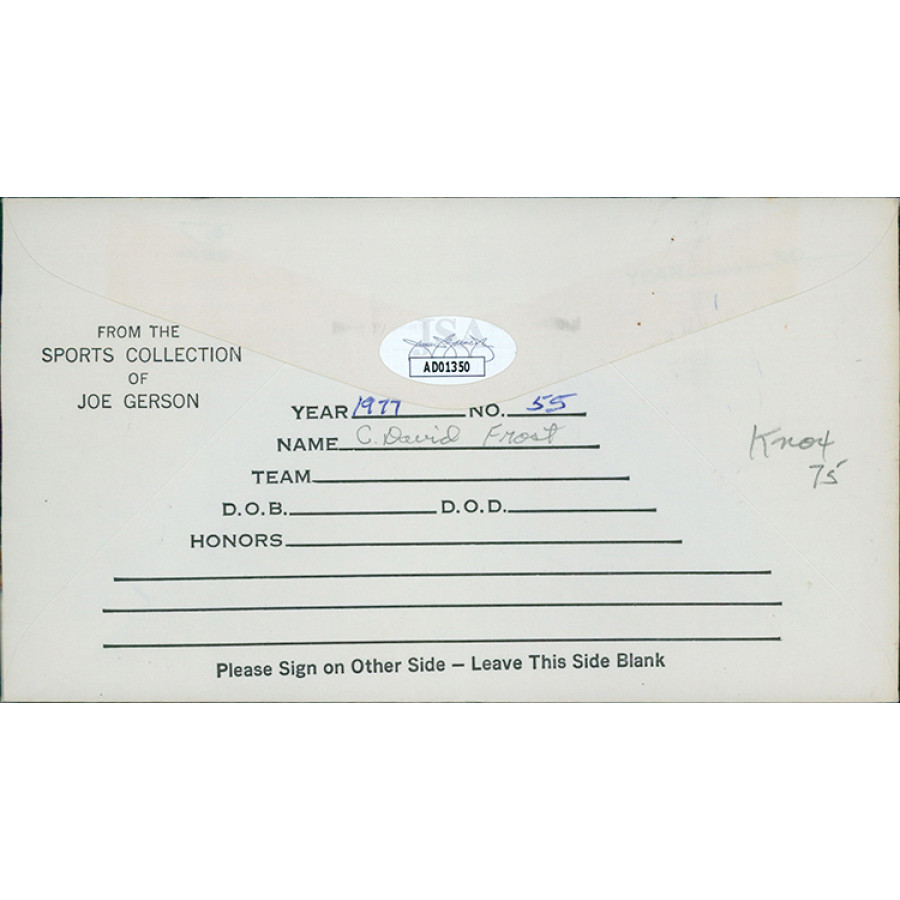 FROM THE
SPORTS COLLECTION
OF
JOE GERSON
JSA
AD01350
YEAR 1977 NO. 55
NAME C. David Frost
TEAM
D.O.B. D.O.D.
HONORS
Knox
75
Please Sign on Other Side – Leave This Side Blank